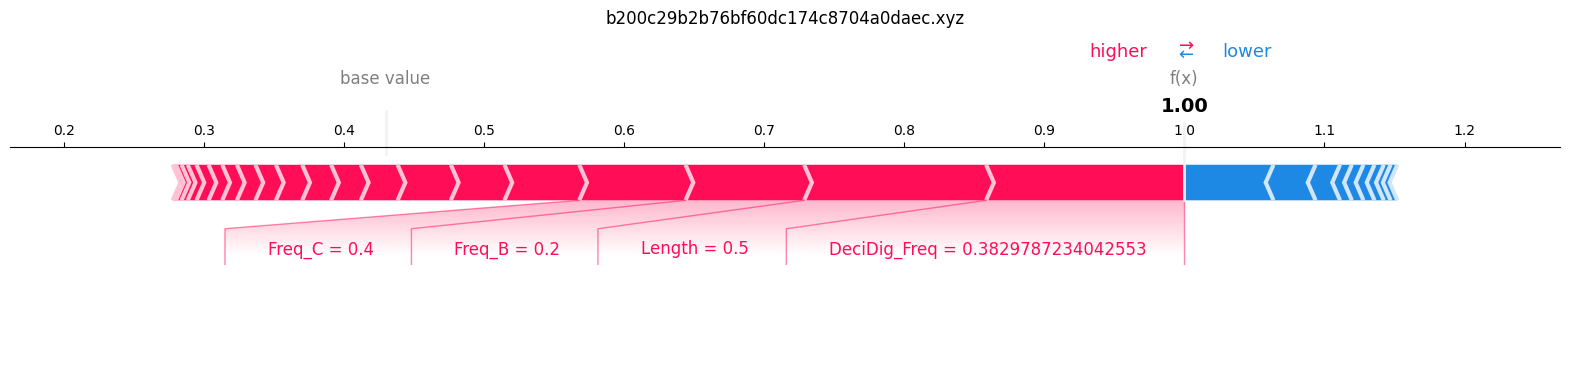 b200c29b2b76bf60dc174c8704a0daec.xyz
higher ⇄ lower
base value f(x)
1.00
0.2 0.3 0.4 0.5 0.6 0.7 0.8 0.9 1.0 1.1 1.2
Freq_C = 0.4 Freq_B = 0.2 Length = 0.5 DeciDig_Freq = 0.3829787234042553